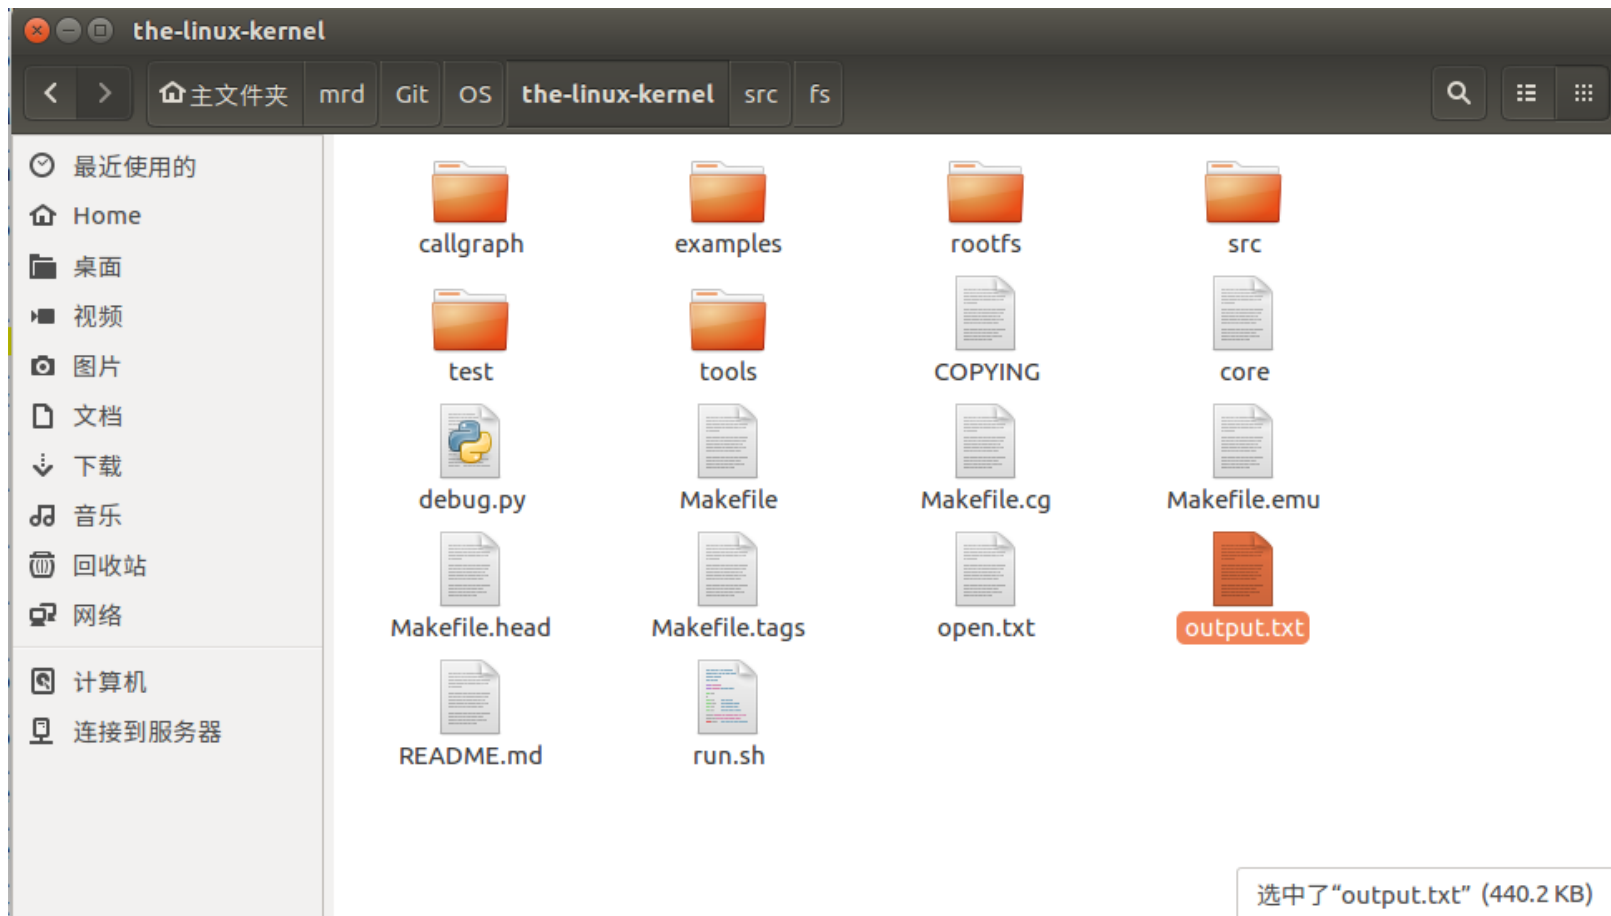 the-linux-kernel
主文件夹 mrd Git OS the-linux-kernel src fs
最近使用的
Home
桌面
视频
图片
文档
下载
音乐
回收站
网络
计算机
连接到服务器
callgraph examples rootfs src
test tools COPYING core
debug.py Makefile Makefile.cg Makefile.emu
Makefile.head Makefile.tags open.txt output.txt
README.md run.sh
选中了“output.txt” (440.2 KB)